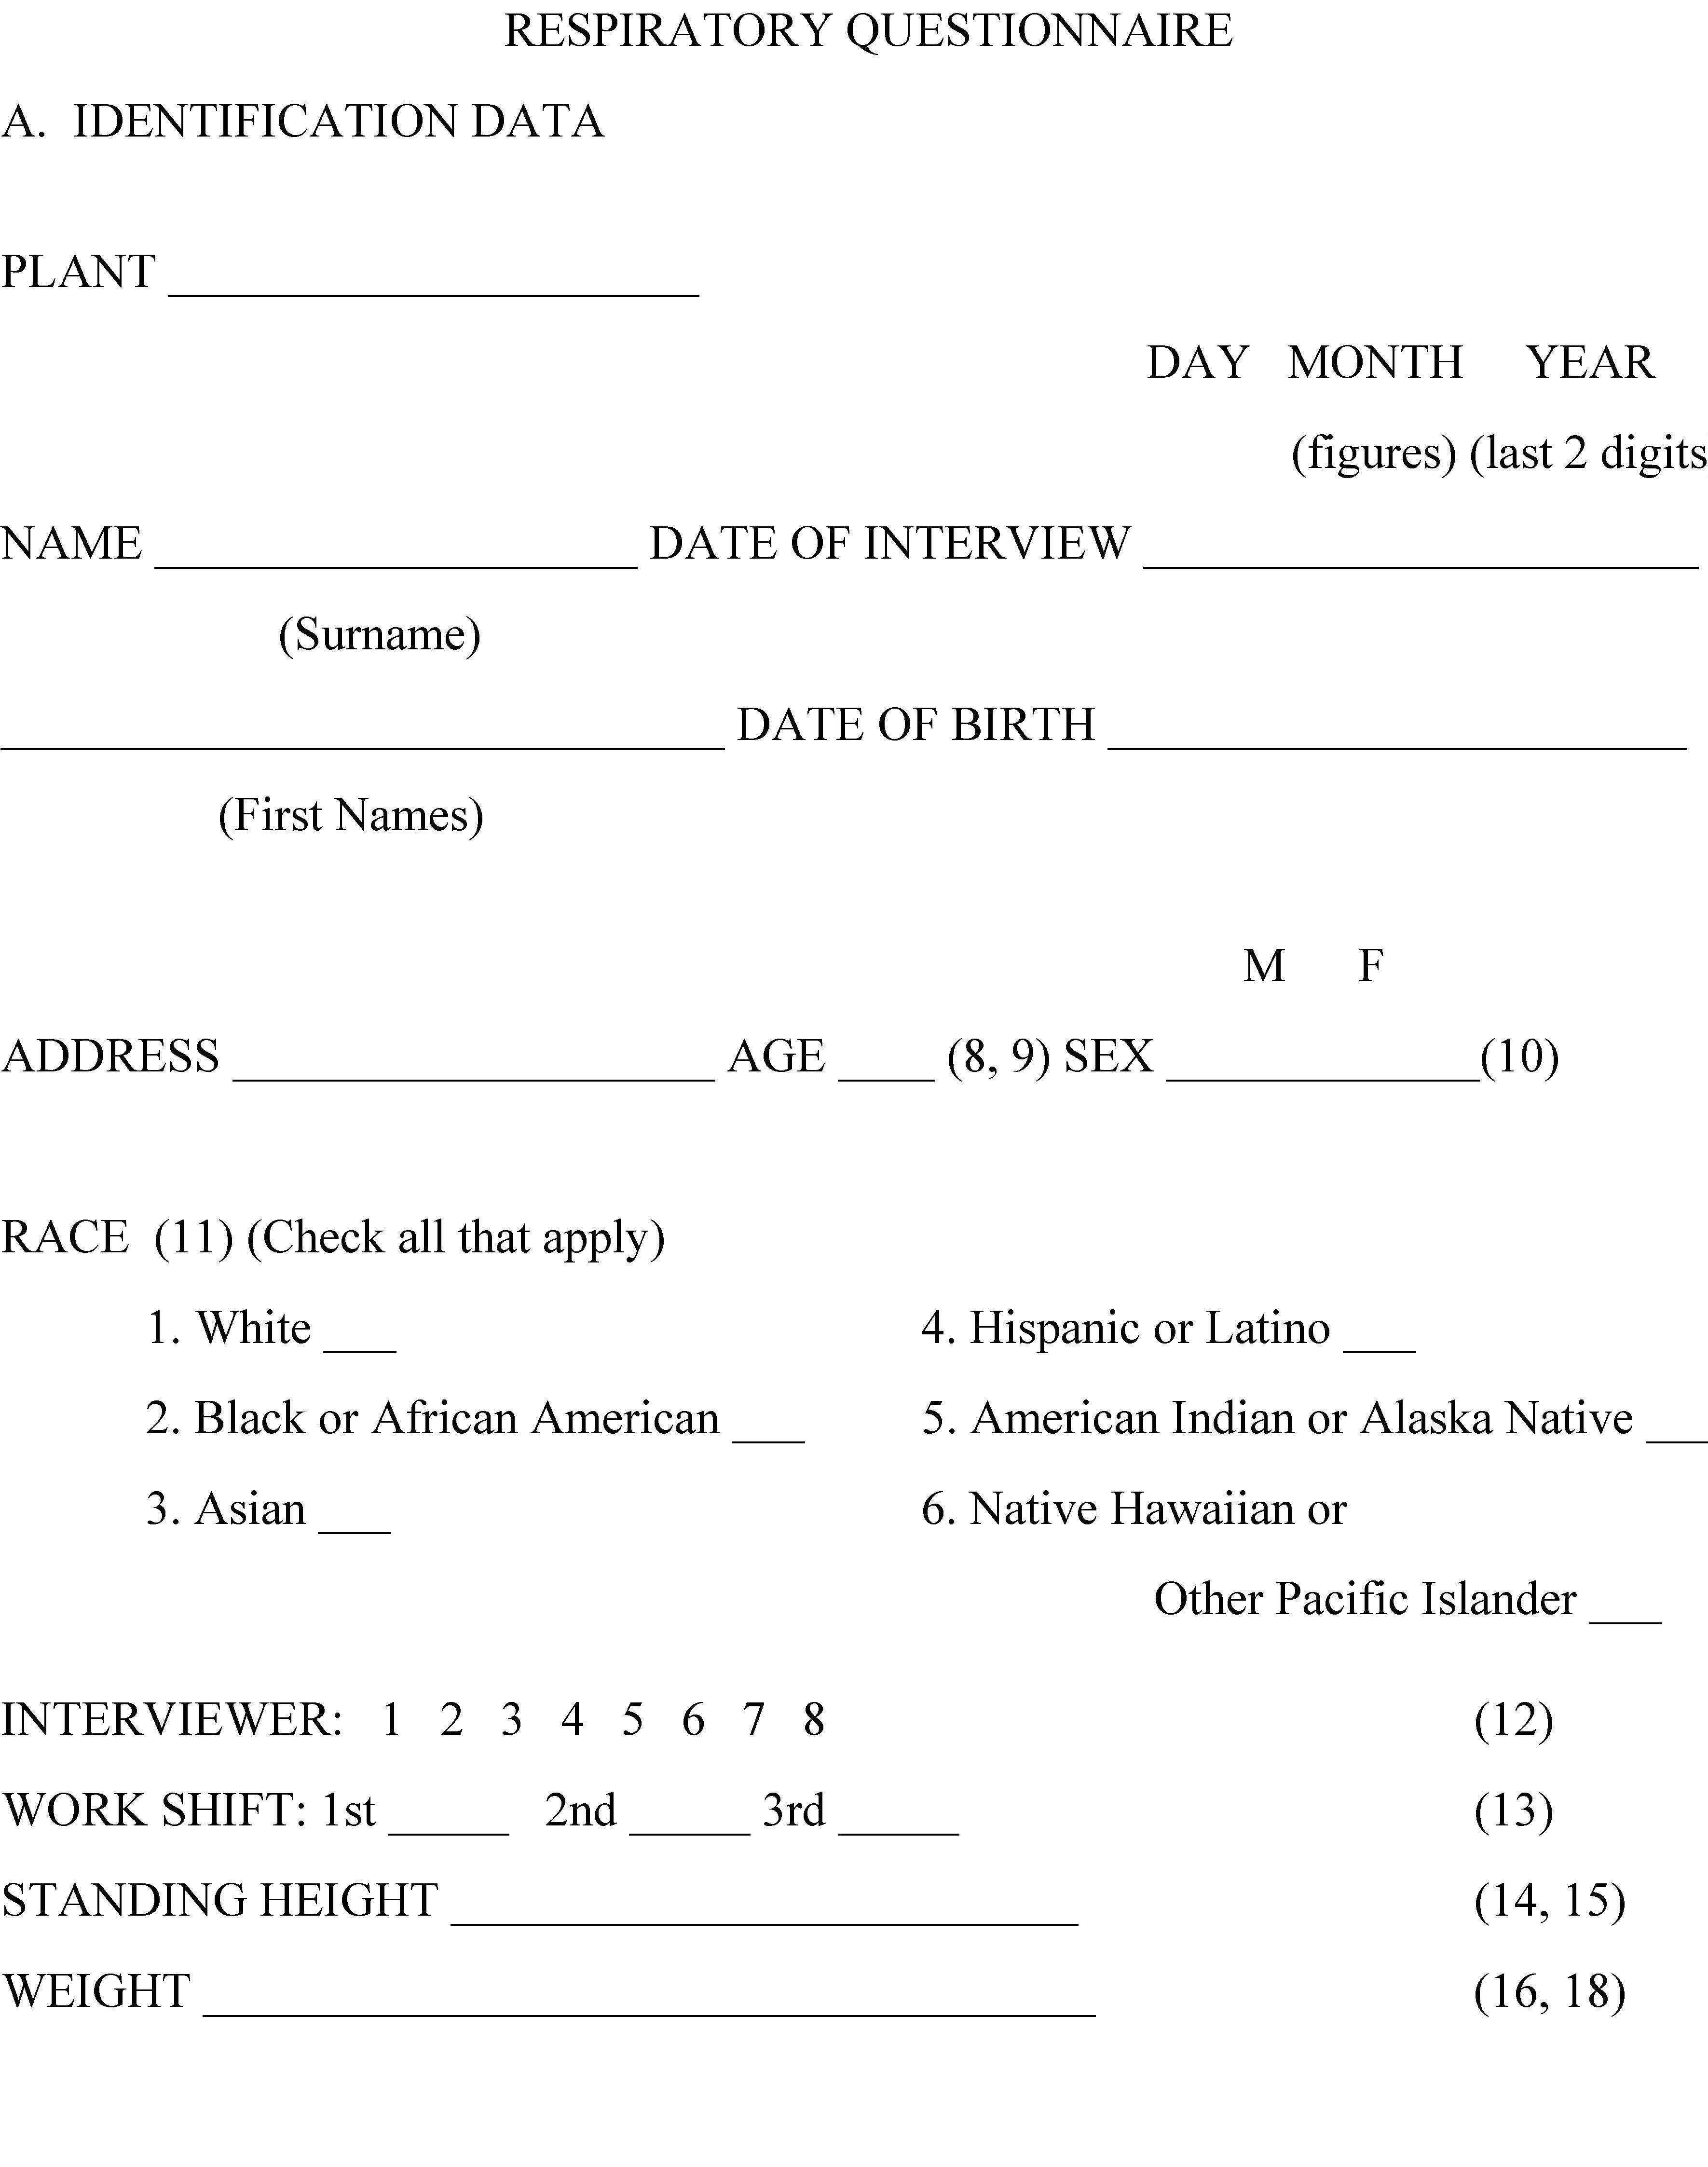 RESPIRATORY QUESTIONNAIRE
A. IDENTIFICATION DATA
PLANT ______________________
DAY MONTH YEAR
(figures) (last 2 digits
NAME ____________________ DATE OF INTERVIEW _______________________
(Surname)
______________________________ DATE OF BIRTH ________________________
(First Names)
M F
ADDRESS ____________________ AGE ____ (8, 9) SEX _____________(10)
RACE (11) (Check all that apply)
1. White ___ 4. Hispanic or Latino ___
2. Black or African American ___ 5. American Indian or Alaska Native ___
3. Asian ___ 6. Native Hawaiian or
Other Pacific Islander ___
INTERVIEWER: 1 2 3 4 5 6 7 8 (12)
WORK SHIFT: 1st _____ 2nd _____ 3rd _____ (13)
STANDING HEIGHT __________________________ (14, 15)
WEIGHT _____________________________________ (16, 18)